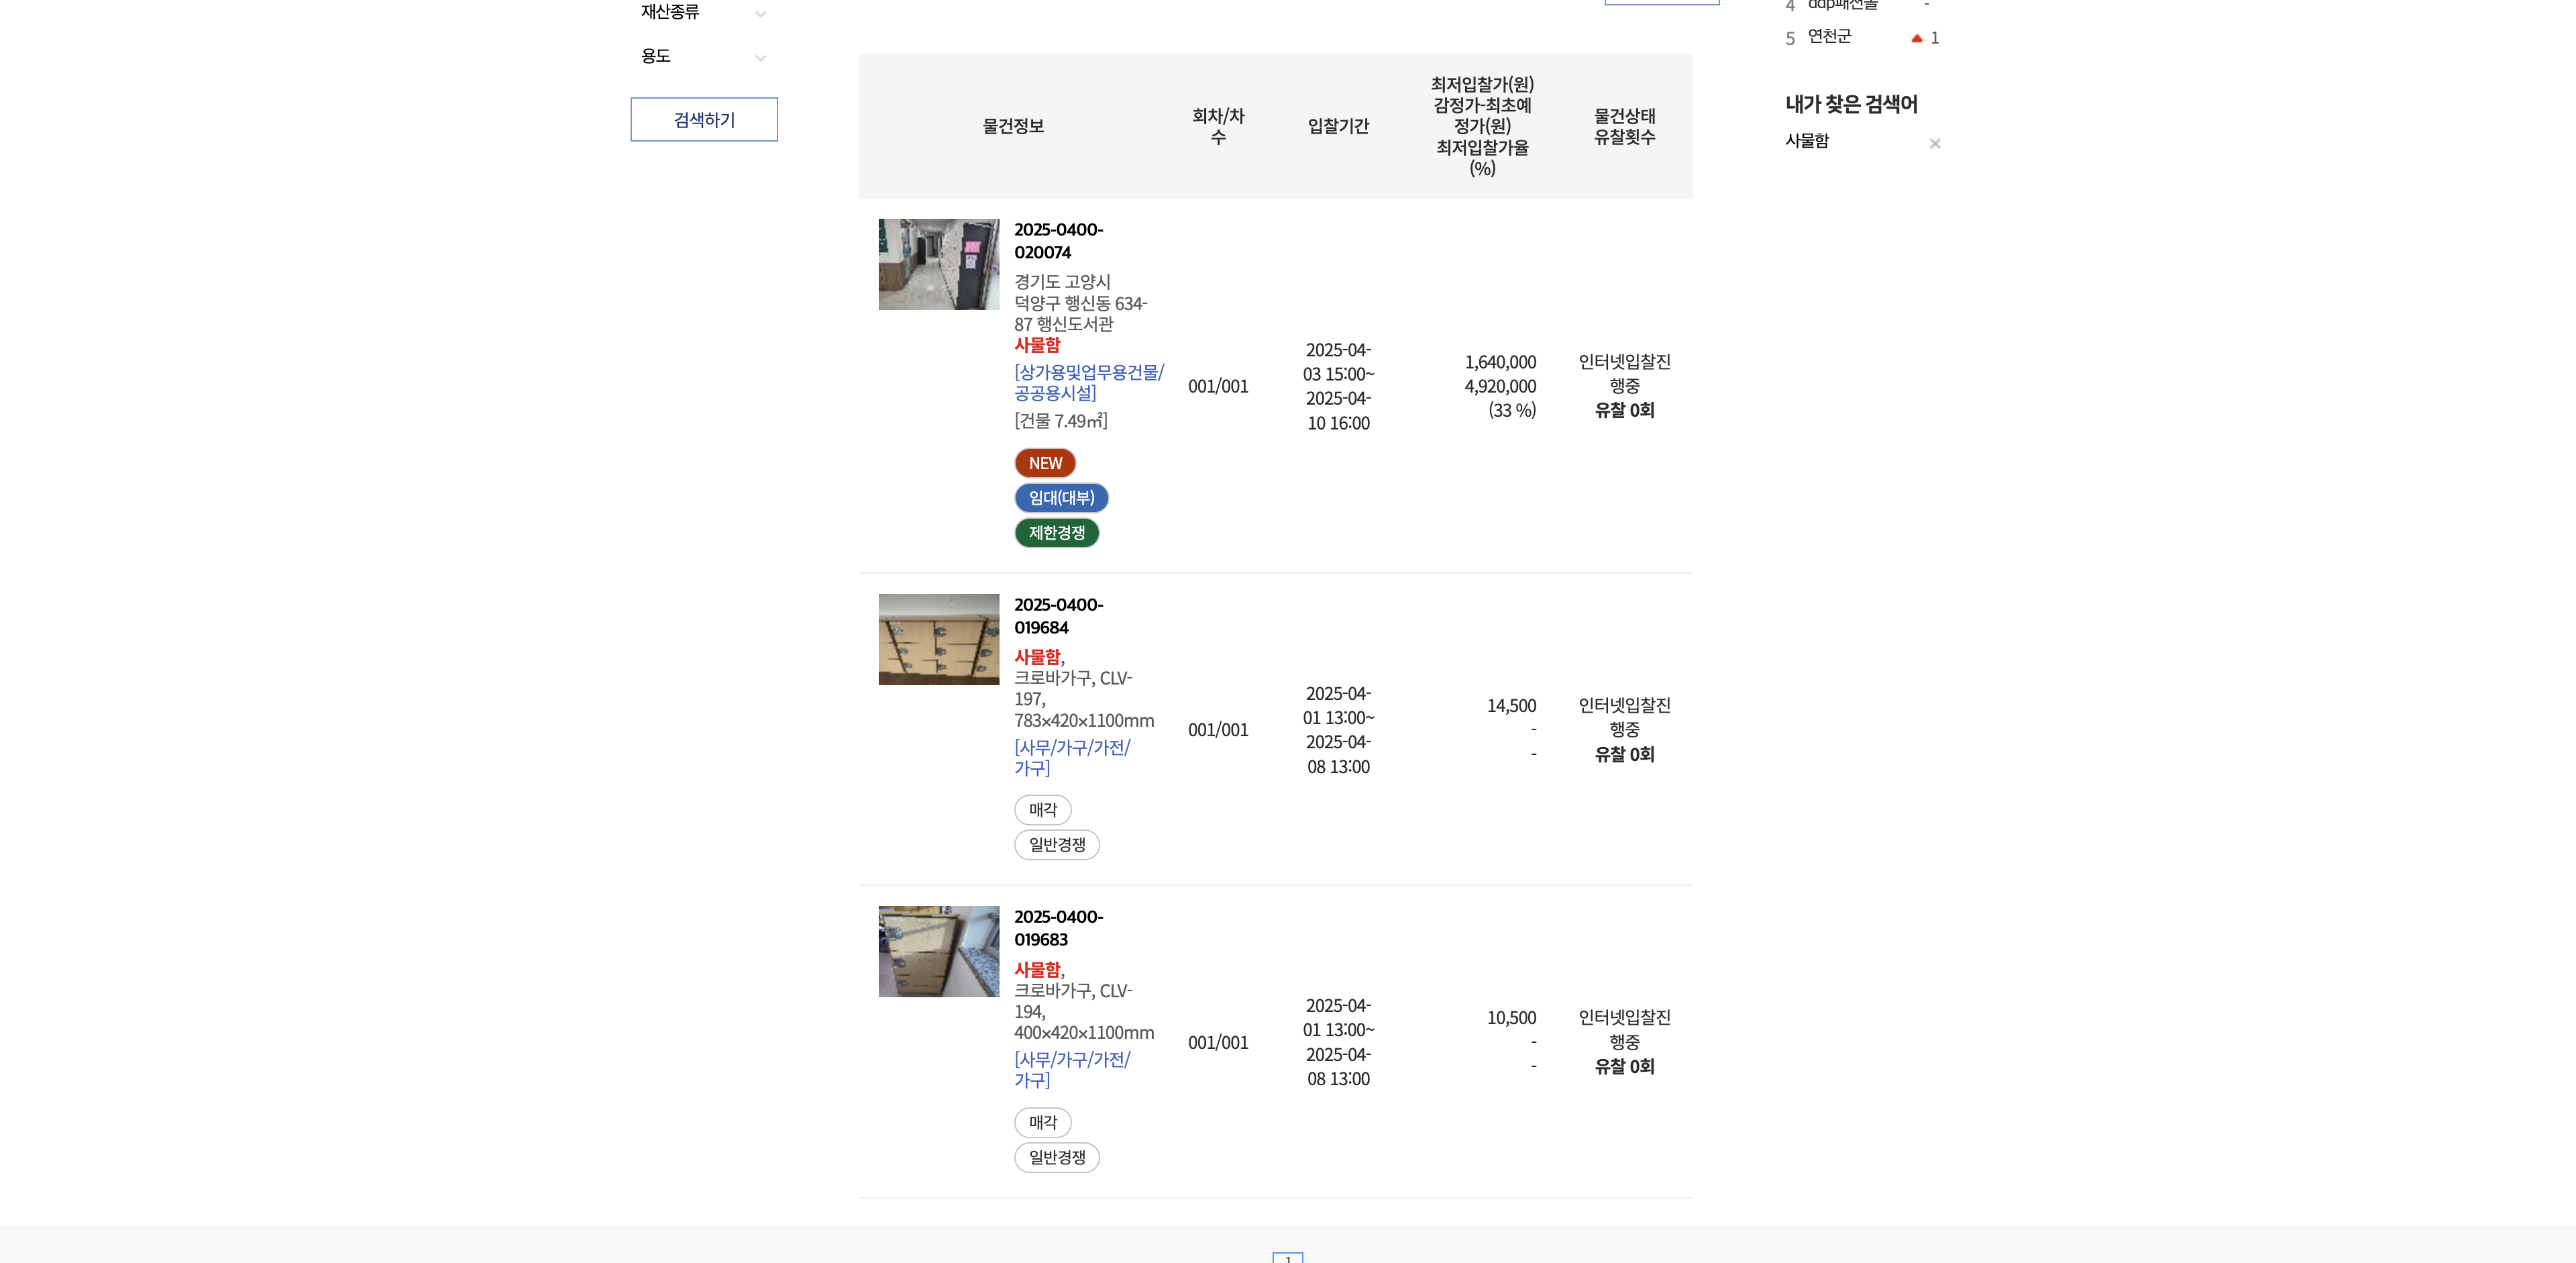 재산종류
용도
검색하기
물건정보
회차/차
수
입찰기간
최저입찰가(원)
감정가-최초예
정가(원)
최저입찰가율
(%)
물건상태
유찰횟수
2025-0400-
020074
경기도 고양시
덕양구 행신동 634-
87 행신도서관
사물함
[상가용및업무용건물/
공공용시설]
[건물 7.49㎡]
NEW
임대(대부)
제한경쟁
001/001
2025-04-
03 15:00~
2025-04-
10 16:00
1,640,000
4,920,000
(33 %)
인터넷입찰진
행중
유찰 0회
2025-0400-
019684
사물함,
크로바가구, CLV-
197,
783×420×1100mm
[사무/가구/가전/
가구]
매각
일반경쟁
001/001
2025-04-
01 13:00~
2025-04-
08 13:00
14,500
-
-
인터넷입찰진
행중
유찰 0회
2025-0400-
019683
사물함,
크로바가구, CLV-
194,
400×420×1100mm
[사무/가구/가전/
가구]
매각
일반경쟁
001/001
2025-04-
01 13:00~
2025-04-
08 13:00
10,500
-
-
인터넷입찰진
행중
유찰 0회
4 ddp패션몰 -
5 연천군 ▲ 1
내가 찾은 검색어
사물함 ×
1